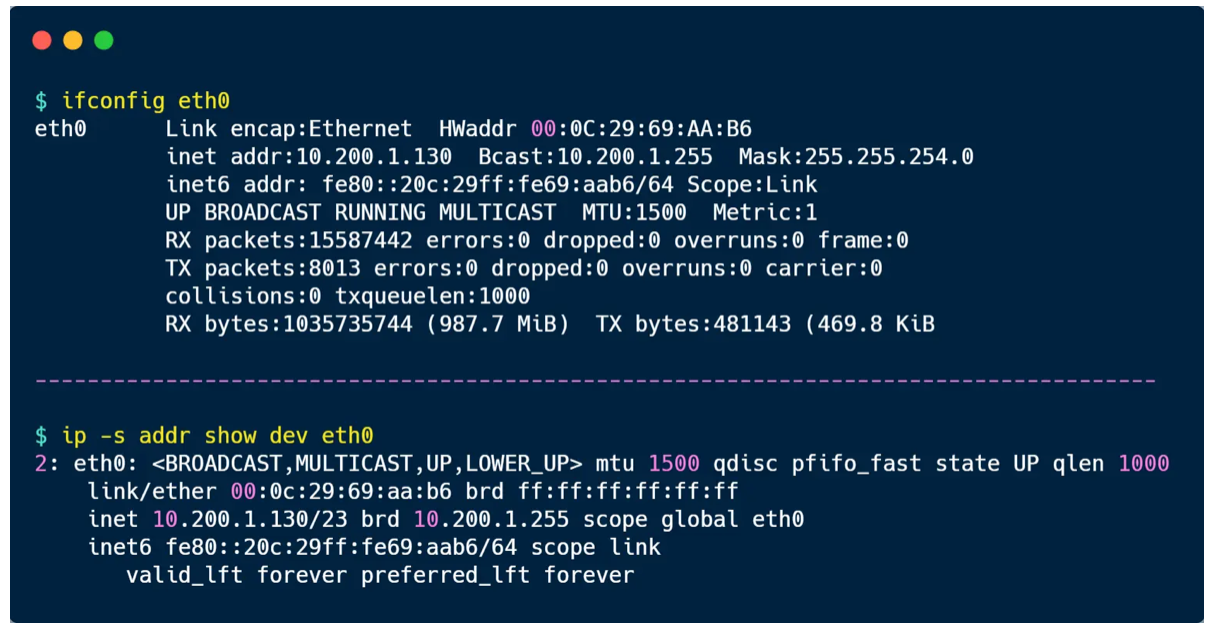 $ ifconfig eth0
eth0      Link encap:Ethernet  HWaddr 00:0C:29:69:AA:B6
          inet addr:10.200.1.130  Bcast:10.200.1.255  Mask:255.255.254.0
          inet6 addr: fe80::20c:29ff:fe69:aab6/64 Scope:Link
          UP BROADCAST RUNNING MULTICAST  MTU:1500  Metric:1
          RX packets:15587442 errors:0 dropped:0 overruns:0 frame:0
          TX packets:8013 errors:0 dropped:0 overruns:0 carrier:0
          collisions:0 txqueuelen:1000
          RX bytes:1035735744 (987.7 MiB)  TX bytes:481143 (469.8 KiB
--------------------------------------------------------------------------------------
$ ip -s addr show dev eth0
2: eth0: <BROADCAST,MULTICAST,UP,LOWER_UP> mtu 1500 qdisc pfifo_fast state UP qlen 1000
    link/ether 00:0c:29:69:aa:b6 brd ff:ff:ff:ff:ff:ff
    inet 10.200.1.130/23 brd 10.200.1.255 scope global eth0
    inet6 fe80::20c:29ff:fe69:aab6/64 scope link
       valid_lft forever preferred_lft forever